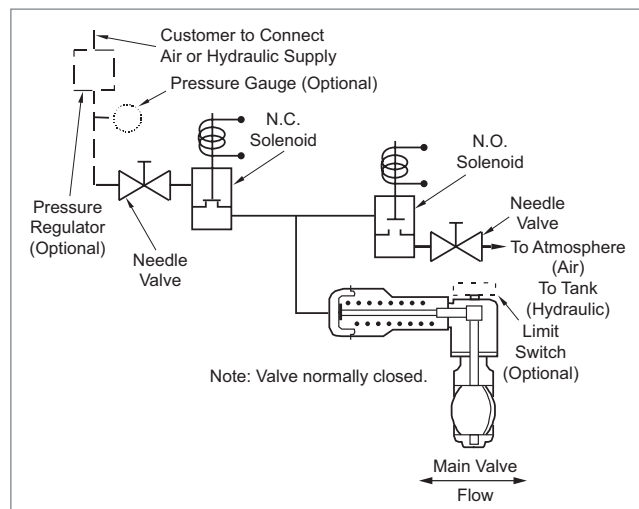 Customer to Connect
Air or Hydraulic Supply
Pressure Gauge (Optional)
N.C.
Solenoid
N.O.
Solenoid
Pressure
Regulator
(Optional)
Needle
Valve
Needle
Valve
To Atmosphere
(Air)
To Tank
(Hydraulic)
Limit
Switch
(Optional)
Note: Valve normally closed.
Main Valve
Flow